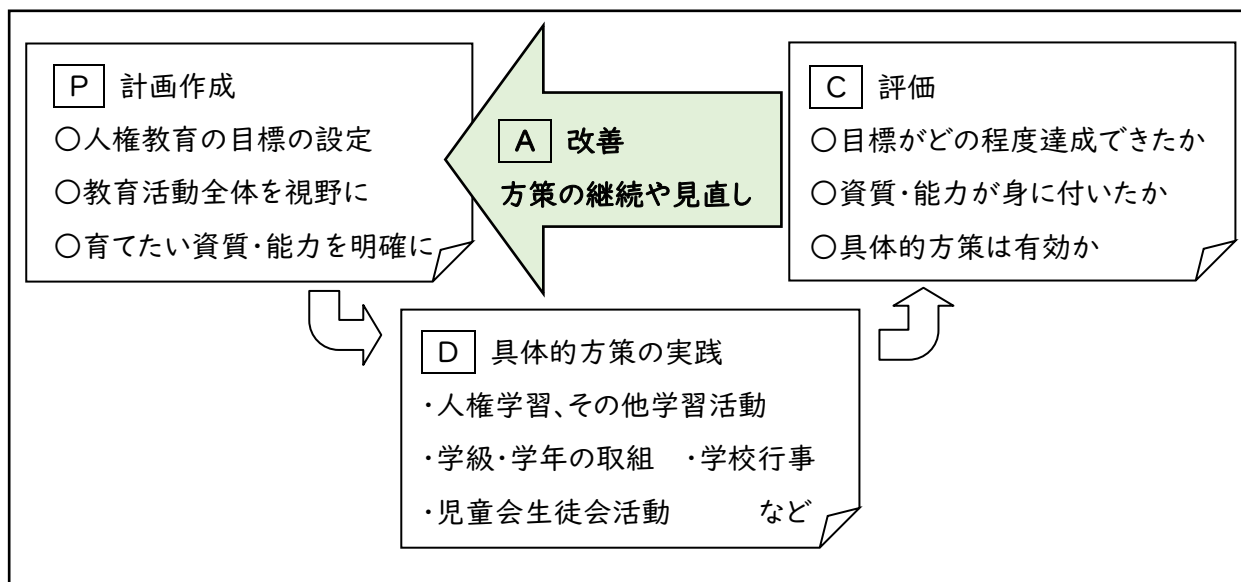 P 計画作成
○人権教育の目標の設定
○教育活動全体を視野に
○育てたい資質・能力を明確に
A 改善
方策の継続や見直し
C 評価
○目標がどの程度達成できたか
○資質・能力が身に付いたか
○具体的方策は有効か
D 具体的方策の実践
・人権学習、その他学習活動
・学級・学年の取組 ・学校行事
・児童会生徒会活動 など